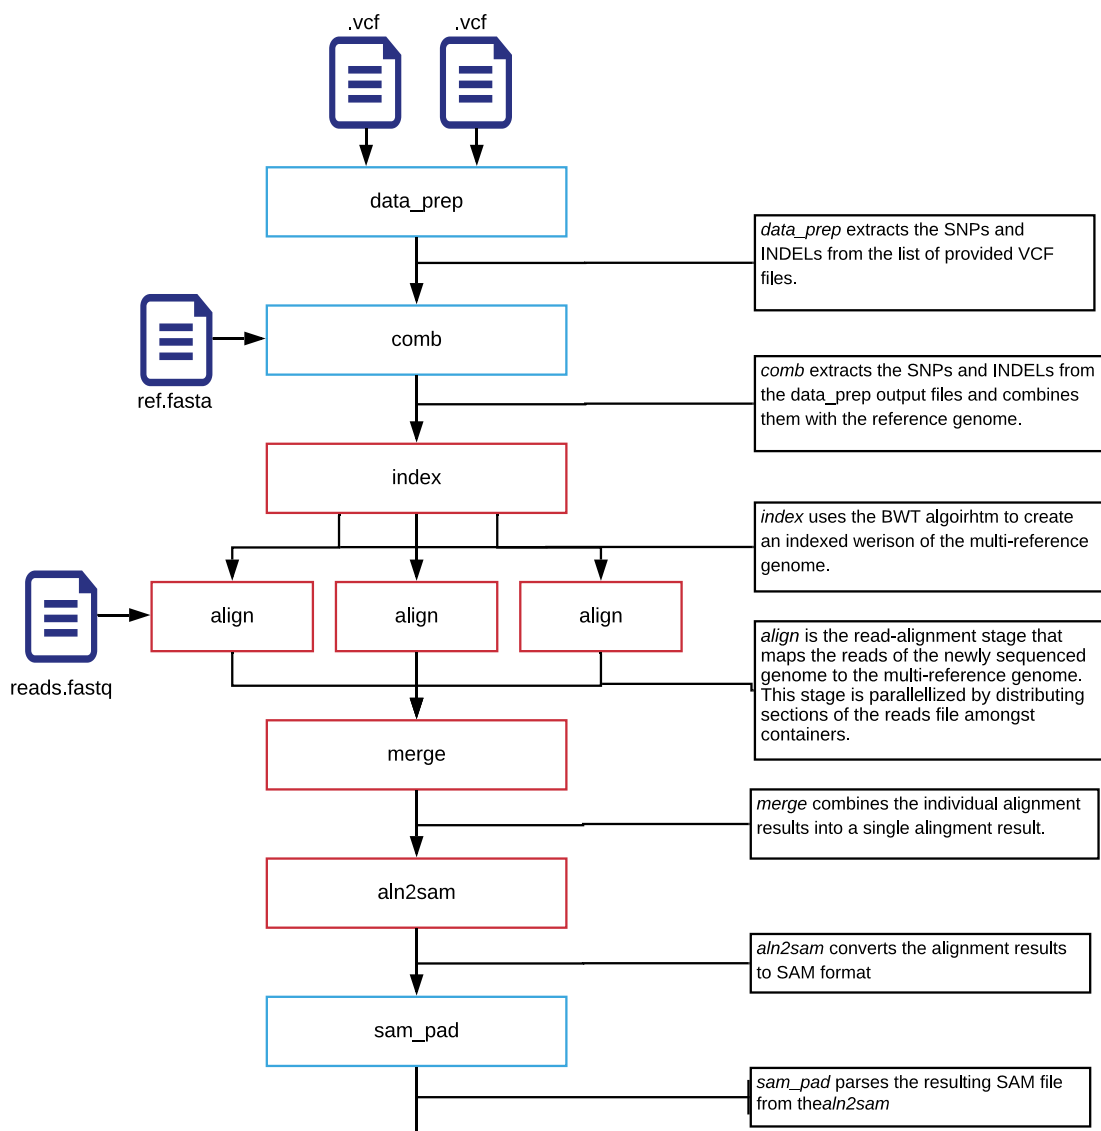 .vcf
.vcf
data_prep
data_prep extracts the SNPs and
INDELs from the list of provided VCF
files.
comb
ref.fasta
comb extracts the SNPs and INDELs from
the data_prep output files and combines
them with the reference genome.
index
index uses the BWT algoirhtm to create
an indexed werison of the multi-reference
genome.
align
align
align
reads.fastq
align is the read-alignment stage that
maps the reads of the newly sequenced
genome to the multi-reference genome.
This stage is parallellized by distributing
sections of the reads file amongst
containers.
merge
merge combines the individual alignment
results into a single alingment result.
aln2sam
aln2sam converts the alignment results
to SAM format
sam_pad
sam_pad parses the resulting SAM file
from thealn2sam